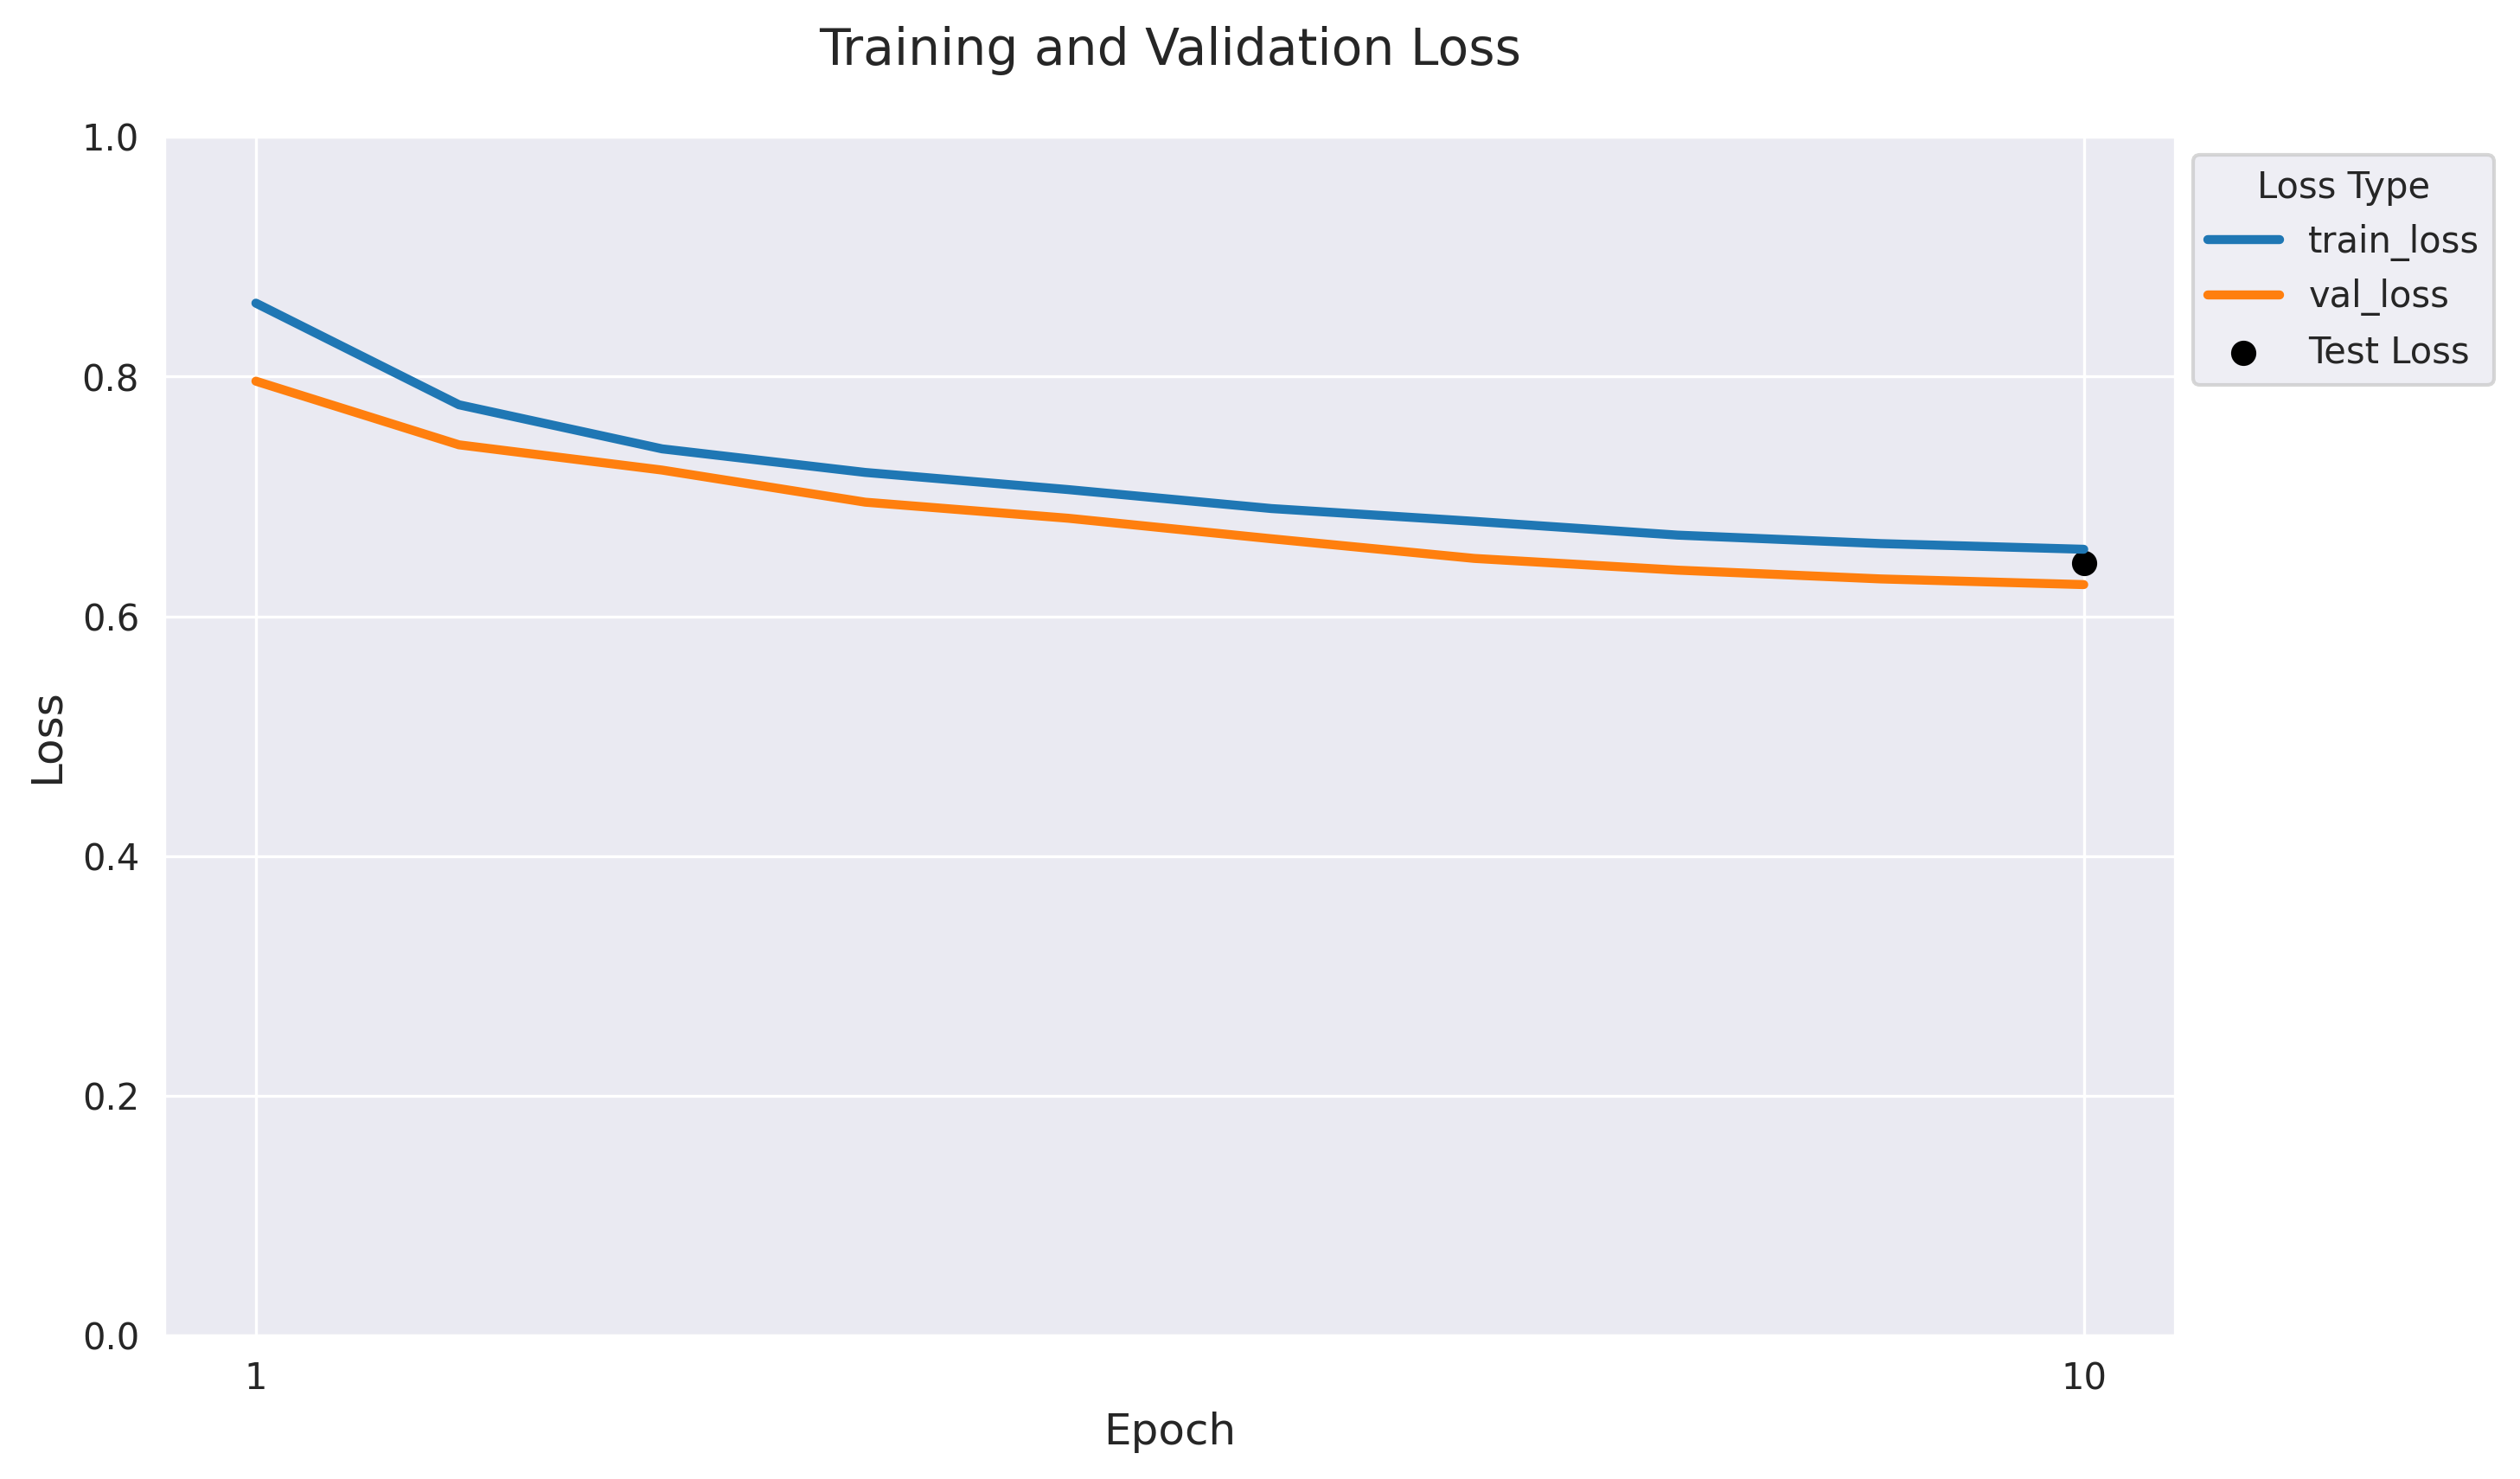 Training and Validation Loss
1.0
0.8
0.6
0.4
0.2
0.0
Loss
1
10
Epoch
Loss Type
train_loss
val_loss
Test Loss